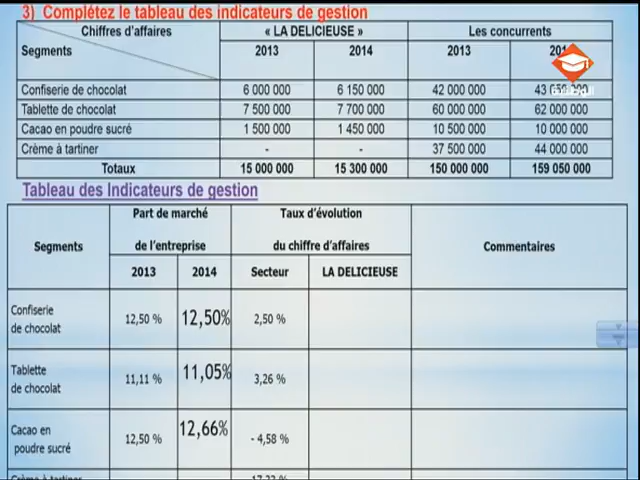 3) Complétez le tableau des indicateurs de gestion
Chiffres d'affaires « LA DELICIEUSE » Les concurrents
Segments 2013 2014 2013
Confiserie de chocolat 6 000 000 6 150 000 42 000 000
Tablette de chocolat 7 500 000 7 700 000 60 000 000 62 000 000
Cacao en poudre sucré 1 500 000 1 450 000 10 500 000 10 000 000
Crème à tartiner - - 37 500 000 44 000 000
Totaux 15 000 000 15 300 000 150 000 000 159 050 000
Tableau des Indicateurs de gestion
Segments Part de marché de l'entreprise Taux d'évolution du chiffre d'affaires Commentaires
2013 2014 Secteur LA DELICIEUSE
Confiserie de chocolat 12,50 % 12,50% 2,50 %
Tablette de chocolat 11,11 % 11,05% 3,26 %
Cacao en poudre sucré 12,50 % 12,66% - 4,58 %